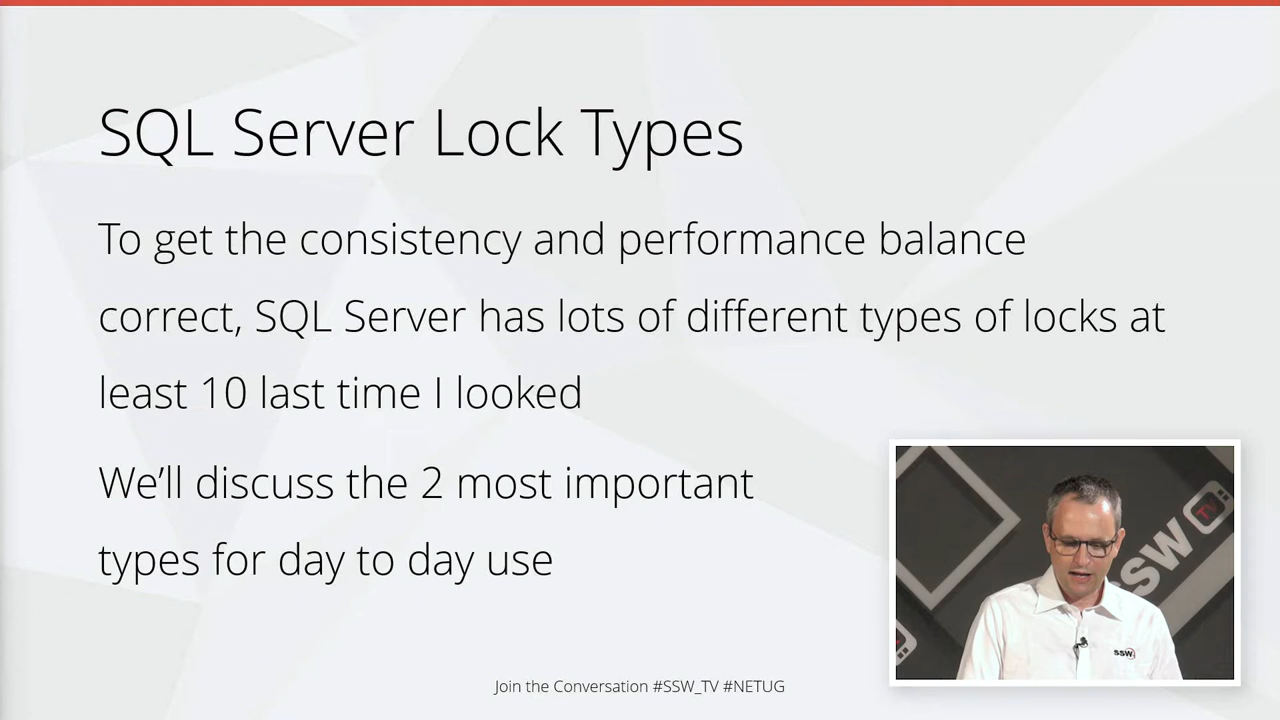 SQL Server Lock Types
To get the consistency and performance balance
correct, SQL Server has lots of different types of locks at
least 10 last time I looked
We’ll discuss the 2 most important
types for day to day use
SSW TV
SSW
Join the Conversation #SSW_TV #NETUG